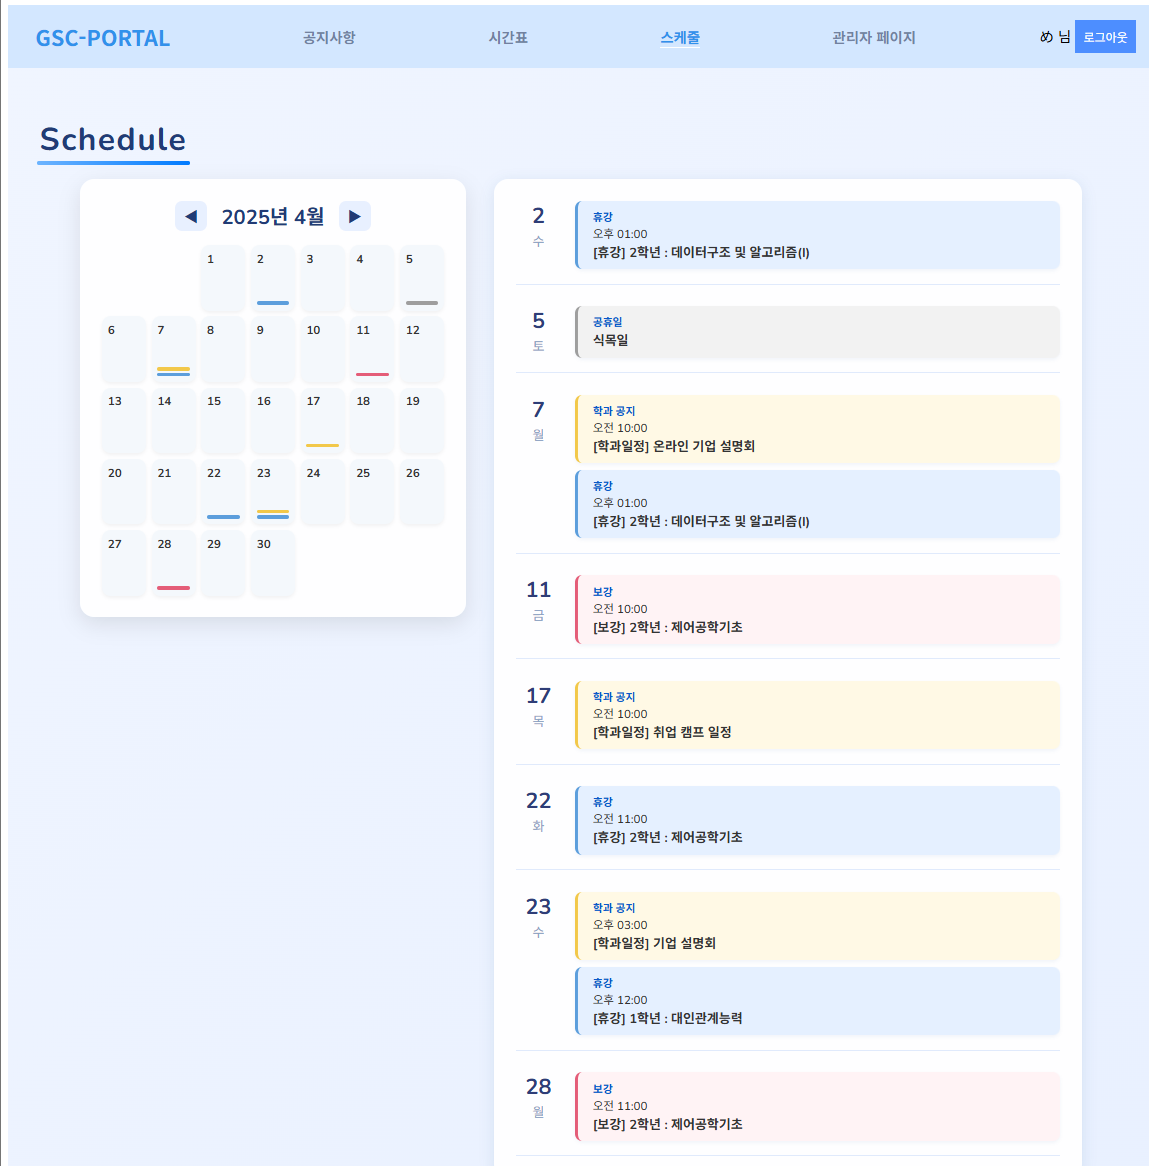 GSC-PORTAL
공지사항
시간표
스케줄
관리자 페이지
め 님
로그아웃
Schedule
◀ 2025년 4월 ▶
1 2 3 4 5
6 7 8 9 10 11 12
13 14 15 16 17 18 19
20 21 22 23 24 25 26
27 28 29 30
2
수
휴강
오후 01:00
[휴강] 2학년 : 데이터구조 및 알고리즘(I)
5
토
공휴일
식목일
7
월
학과 공지
오전 10:00
[학과일정] 온라인 기업 설명회
휴강
오후 01:00
[휴강] 2학년 : 데이터구조 및 알고리즘(I)
11
금
보강
오전 10:00
[보강] 2학년 : 제어공학기초
17
목
학과 공지
오전 10:00
[학과일정] 취업 캠프 일정
22
화
휴강
오전 11:00
[휴강] 2학년 : 제어공학기초
23
수
학과 공지
오후 03:00
[학과일정] 기업 설명회
휴강
오후 12:00
[휴강] 1학년 : 대인관계능력
28
월
보강
오전 11:00
[보강] 2학년 : 제어공학기초